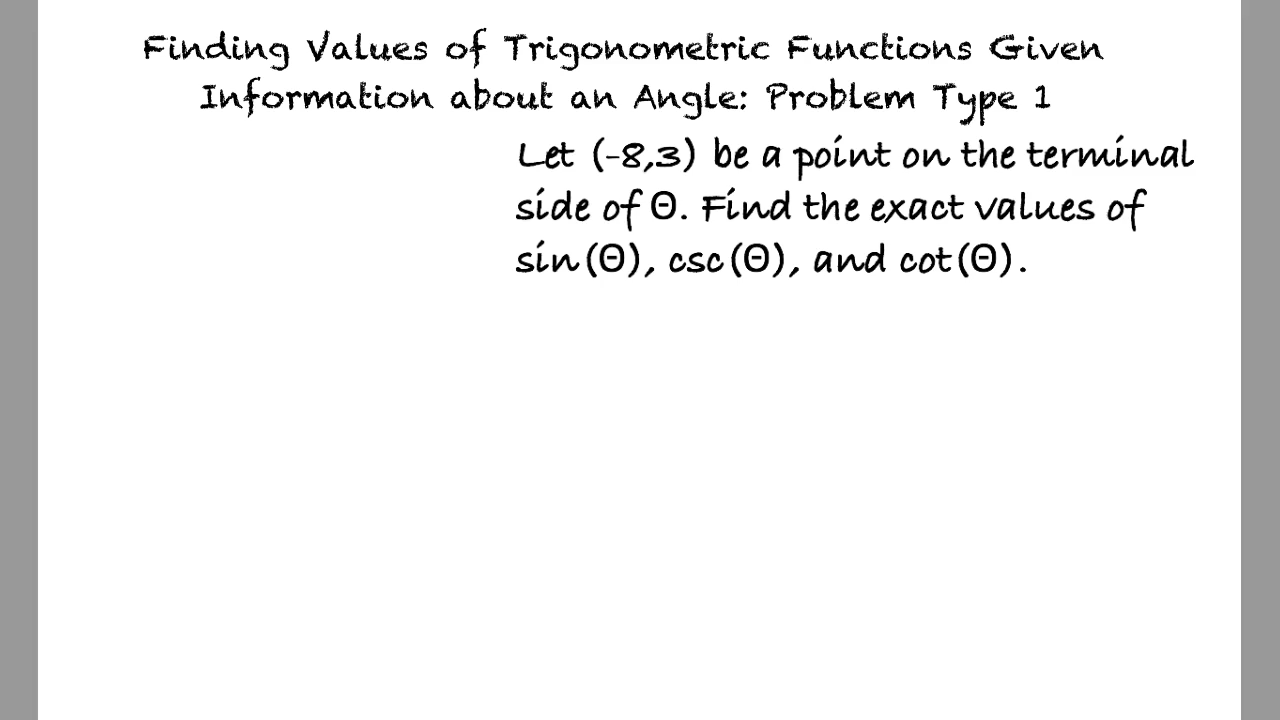 Finding Values of Trigonometric Functions Given
Information about an Angle: Problem Type 1
Let (-8,3) be a point on the terminal
side of Θ. Find the exact values of
sin(Θ), csc(Θ), and cot(Θ).